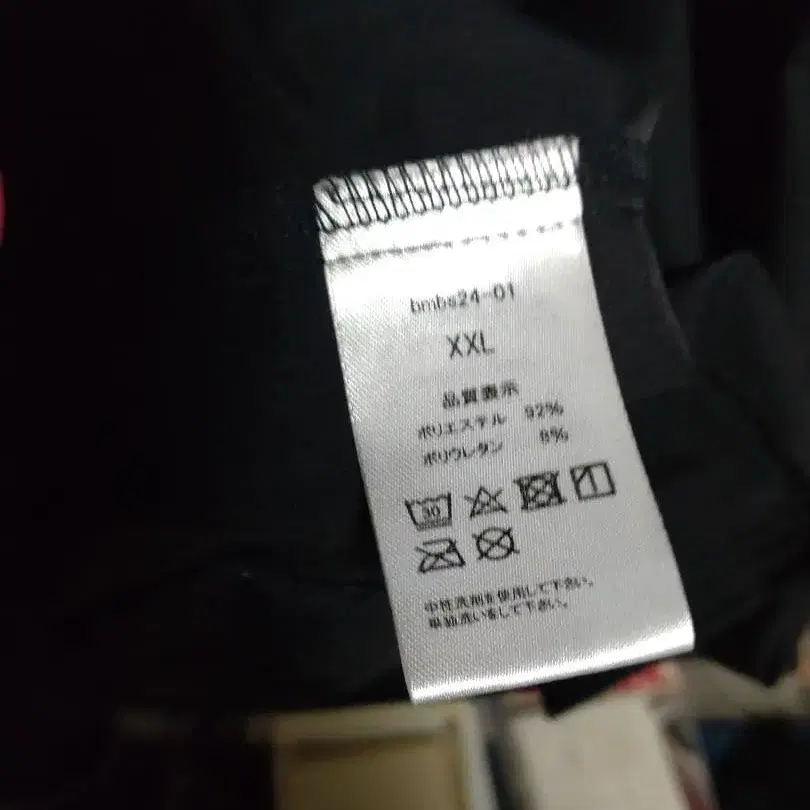 bmbs24-01
XXL
品質表示
ポリエステル 92%
ポリウレタン 8%
30
中性洗剤を使用して下さい。
単独洗いをして下さい。